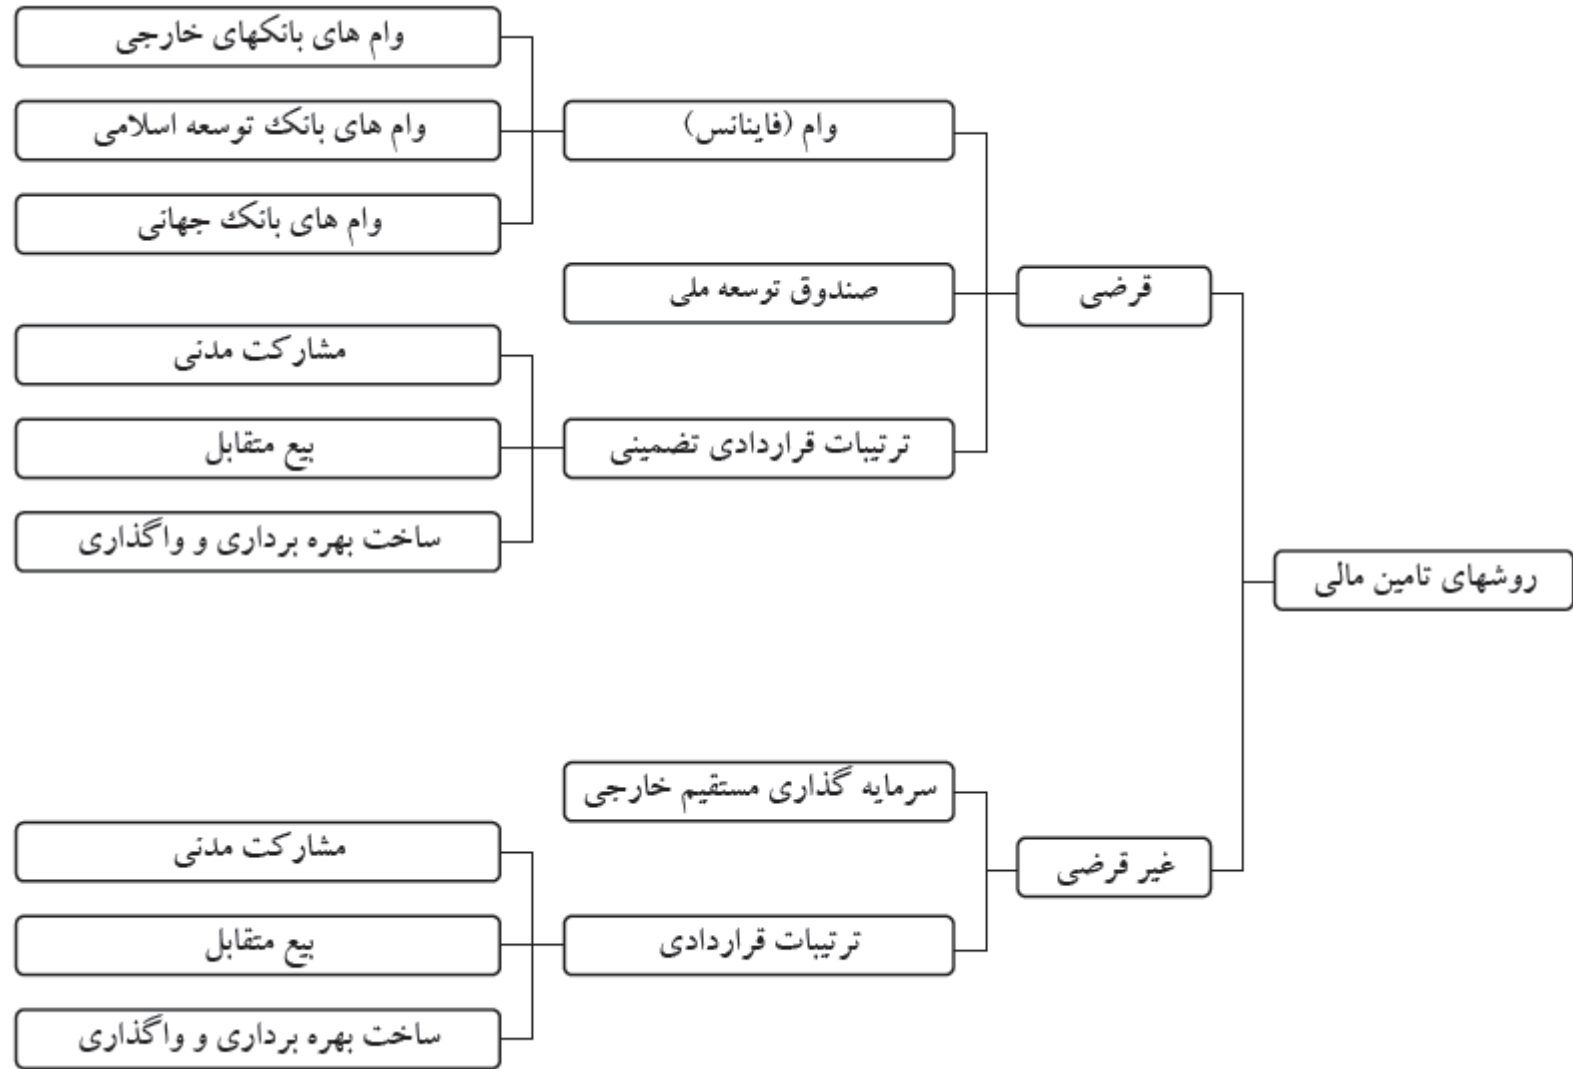 روشهای تامین مالی
قرضی
وام (فاینانس)
وام های بانکهای خارجی
وام های بانک توسعه اسلامی
وام های بانک جهانی
صندوق توسعه ملی
ترتیبات قراردادی تضمینی
مشارکت مدنی
بیع متقابل
ساخت بهره برداری و واگذاری
غیر قرضی
سرمایه گذاری مستقیم خارجی
ترتیبات قراردادی
مشارکت مدنی
بیع متقابل
ساخت بهره برداری و واگذاری